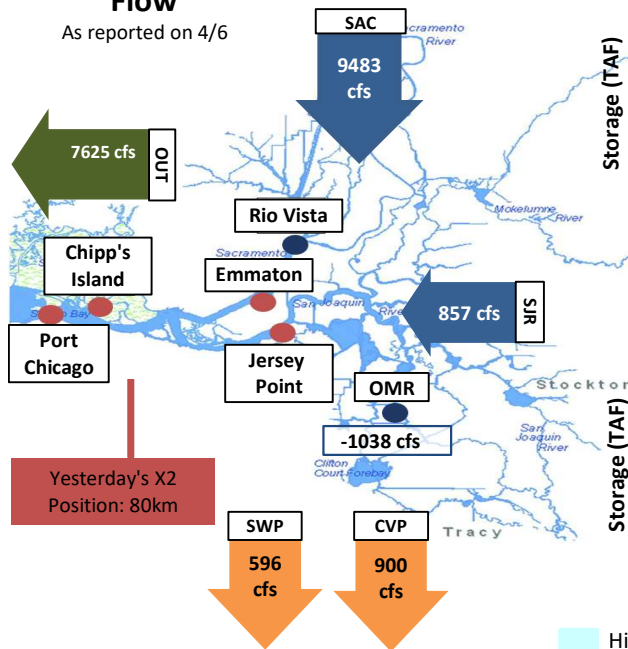 Flow
As reported on 4/6
SAC
Sacramento
River
9483
cfs
Storage (TAF)
7625 cfs
OUT
Rio Vista
Mokelumne
River
Chipp's
Island
Sacramento
Emmaton
San Joaquin
River
857 cfs
SJR
Bay
Port
Chicago
Jersey
Point
OMR
Stockton
-1038 cfs
San
Joaquin
River
Storage (TAF)
Clifton
Court Forebay
Yesterday's X2
Position: 80km
SWP
CVP
Tracy
596
cfs
900
cfs
Hi